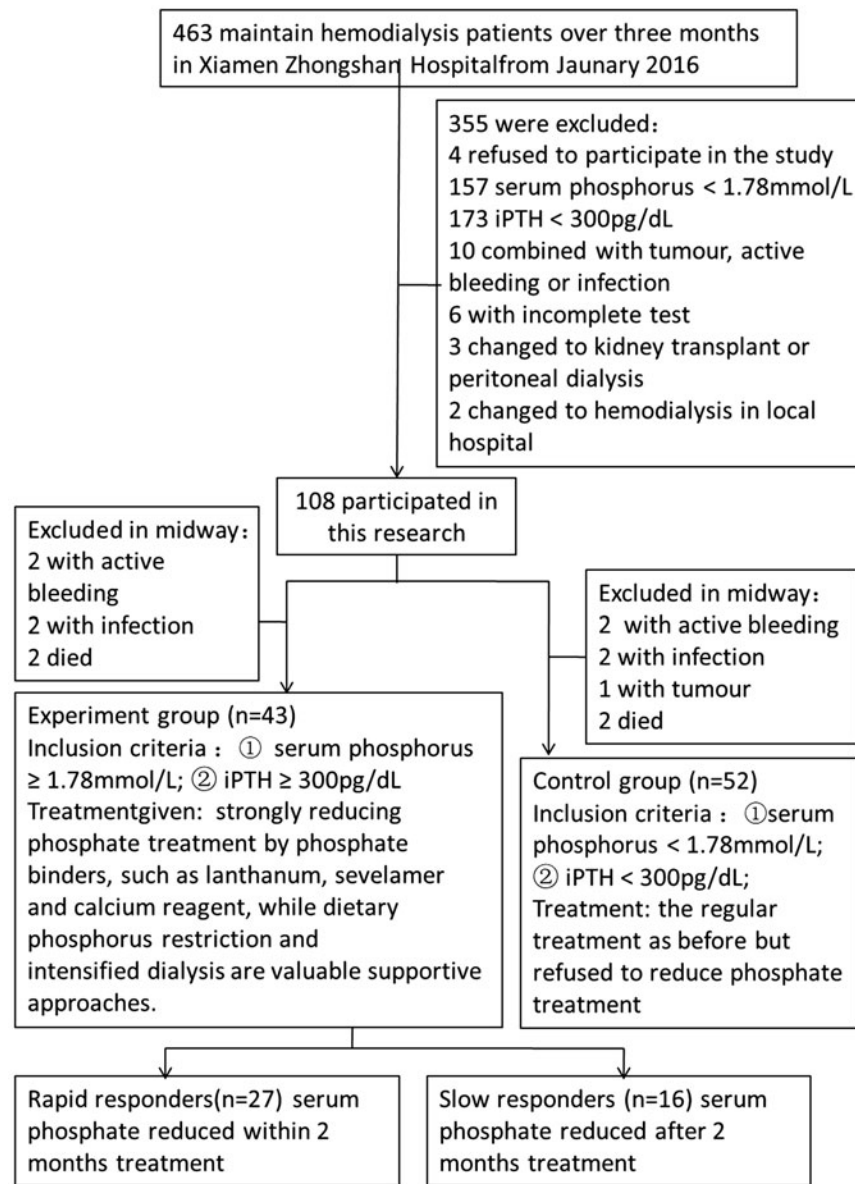 463 maintain hemodialysis patients over three months
in Xiamen Zhongshan Hospitalfrom Jaunary 2016
355 were excluded：
4 refused to participate in the study
157 serum phosphorus < 1.78mmol/L
173 iPTH < 300pg/dL
10 combined with tumour, active
bleeding or infection
6 with incomplete test
3 changed to kidney transplant or
peritoneal dialysis
2 changed to hemodialysis in local
hospital
108 participated in
this research
Excluded in midway：
2 with active
bleeding
2 with infection
2 died
Excluded in midway：
2 with active bleeding
2 with infection
1 with tumour
2 died
Experiment group (n=43)
Inclusion criteria： ① serum phosphorus
≥ 1.78mmol/L; ② iPTH ≥ 300pg/dL
Treatmentgiven: strongly reducing
phosphate treatment by phosphate
binders, such as lanthanum, sevelamer
and calcium reagent, while dietary
phosphorus restriction and
intensified dialysis are valuable supportive
approaches.
Control group (n=52)
Inclusion criteria： ①serum
phosphorus < 1.78mmol/L;
② iPTH < 300pg/dL;
Treatment: the regular
treatment as before but
refused to reduce phosphate
treatment
Rapid responders(n=27) serum
phosphate reduced within 2
months treatment
Slow responders (n=16) serum
phosphate reduced after 2
months treatment